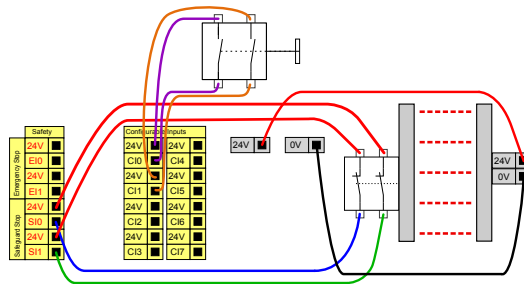 Safety
Emergency Stop
24V
EI0
24V
EI1
Safeguard Stop
24V
SI0
24V
SI1
Configurable Inputs
24V 24V
CI0 CI4
24V 24V
CI1 CI5
24V 24V
CI2 CI6
24V 24V
CI3 CI7
24V 0V
24V
0V